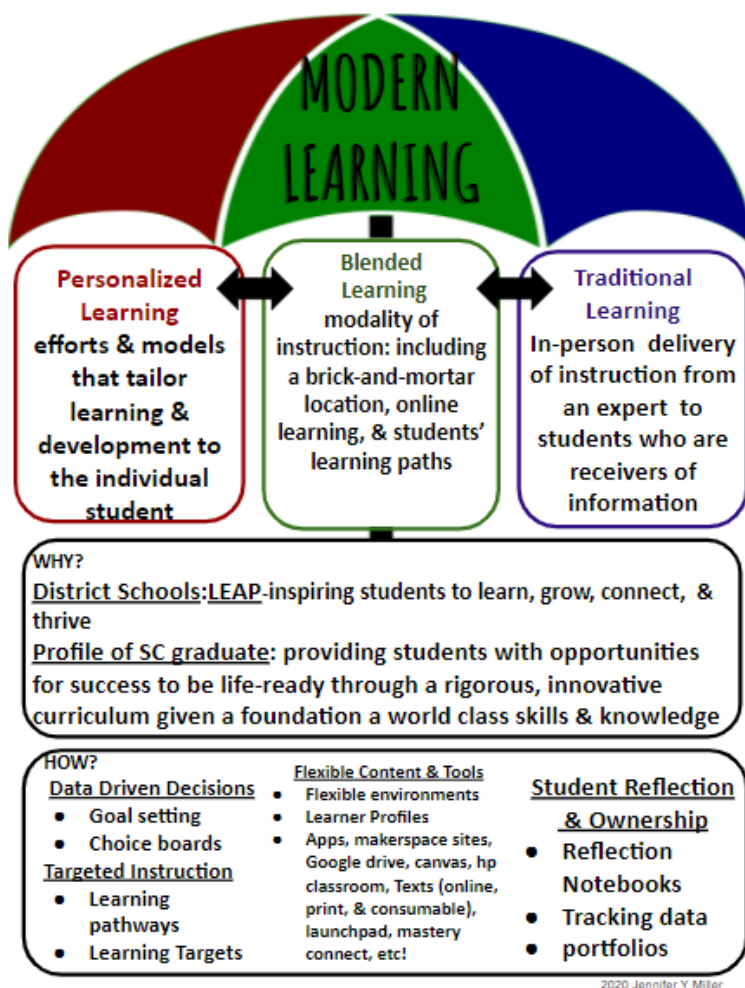 MODERN
LEARNING
Personalized
Learning
efforts & models
that tailor
learning &
development to
the individual
student
Blended
Learning
modality of
instruction: including
a brick-and-mortar
location, online
learning, & students'
learning paths
Traditional
Learning
In-person delivery
of instruction from
an expert to
students who are
receivers of
information
WHY?
District Schools:LEAP-inspiring students to learn, grow, connect, &
thrive
Profile of SC graduate: providing students with opportunities
for success to be life-ready through a rigorous, innovative
curriculum given a foundation a world class skills & knowledge
HOW?
Data Driven Decisions
● Goal setting
● Choice boards
Targeted Instruction
● Learning
pathways
● Learning Targets
Flexible Content & Tools
● Flexible environments
● Learner Profiles
● Apps, makerspace sites,
Google drive, canvas, hp
classroom, Texts (online,
print, & consumable),
launchpad, mastery
connect, etc!
Student Reflection
& Ownership
● Reflection
Notebooks
● Tracking data
● portfolios
2020 Jennifer Y Miller